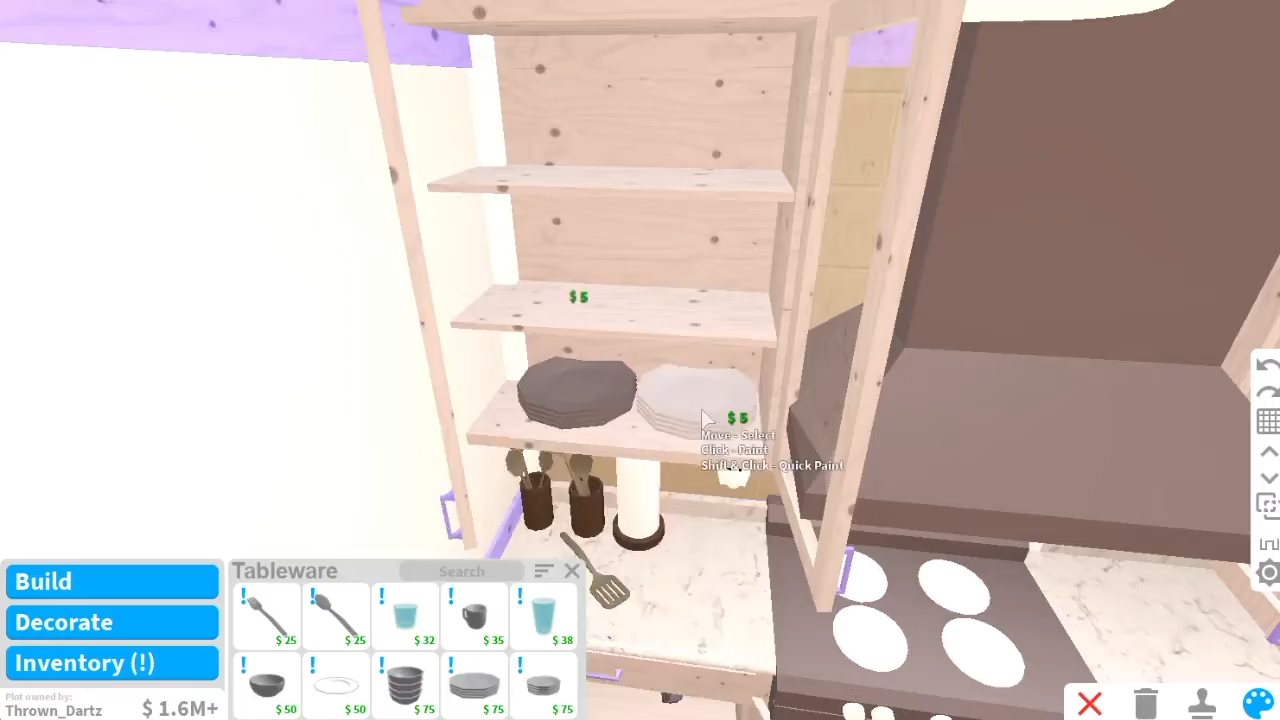 $ 5
$ 5
Move - Select
Click - Paint
Shift & Click - Quick Paint
Build
Decorate
Inventory (!)
Plot owned by:
Thrown_Dartz
$ 1.6M+
Tableware
Search
! $ 25
! $ 25
! $ 32
! $ 35
! $ 38
! $ 50
! $ 50
! $ 75
! $ 75
! $ 75